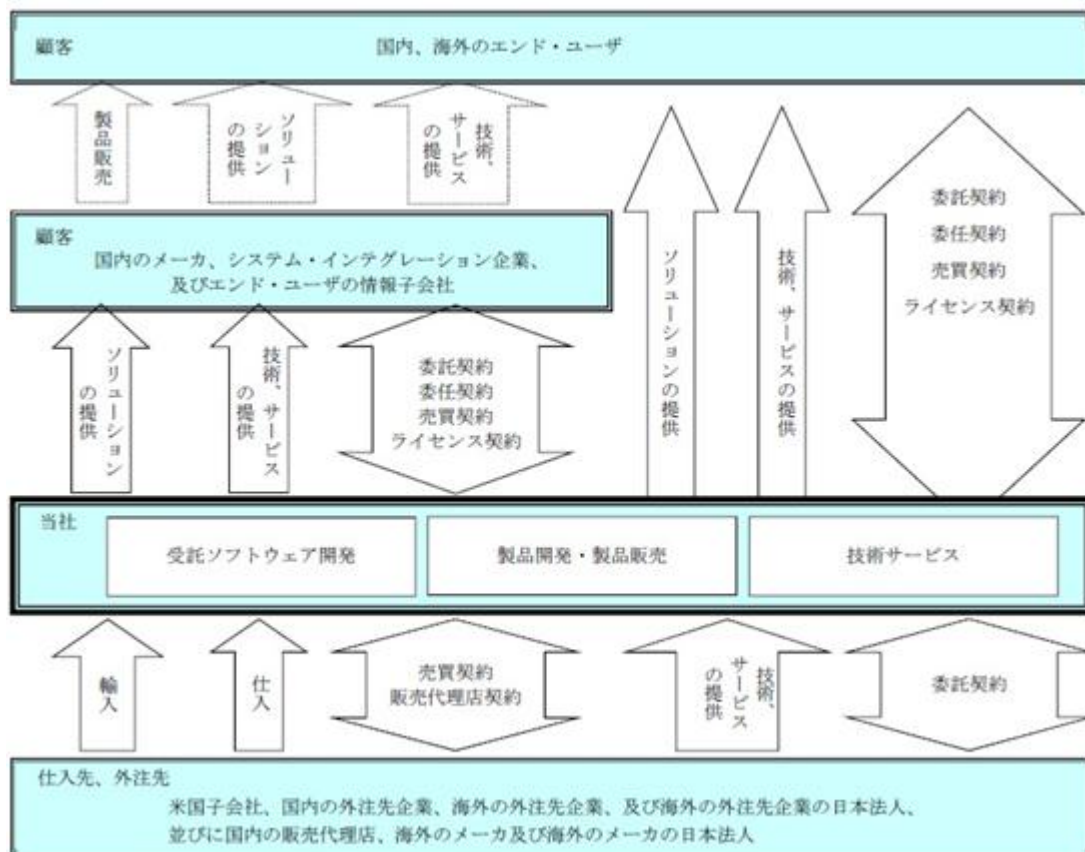 顧客
国内、海外のエンド・ユーザ
製品販売
ソリュー
ション
の提供
技術、
サービス
の提供
顧客
国内のメーカ、システム・インテグレーション企業、
及びエンド・ユーザの情報子会社
ソリューションの提供
技術、サービスの提供
委託契約
委任契約
売買契約
ライセンス契約
ソリューション
の提供
技術、サービス
の提供
委託契約
委任契約
売買契約
ライセンス契約
当社
受託ソフトウェア開発
製品開発・製品販売
技術サービス
輸入
仕入
売買契約
販売代理店契約
技術、
サービス
の提供
委託契約
仕入先、外注先
米国子会社、国内の外注先企業、海外の外注先企業、及び海外の外注先企業の日本法人、
並びに国内の販売代理店、海外のメーカ及び海外のメーカの日本法人